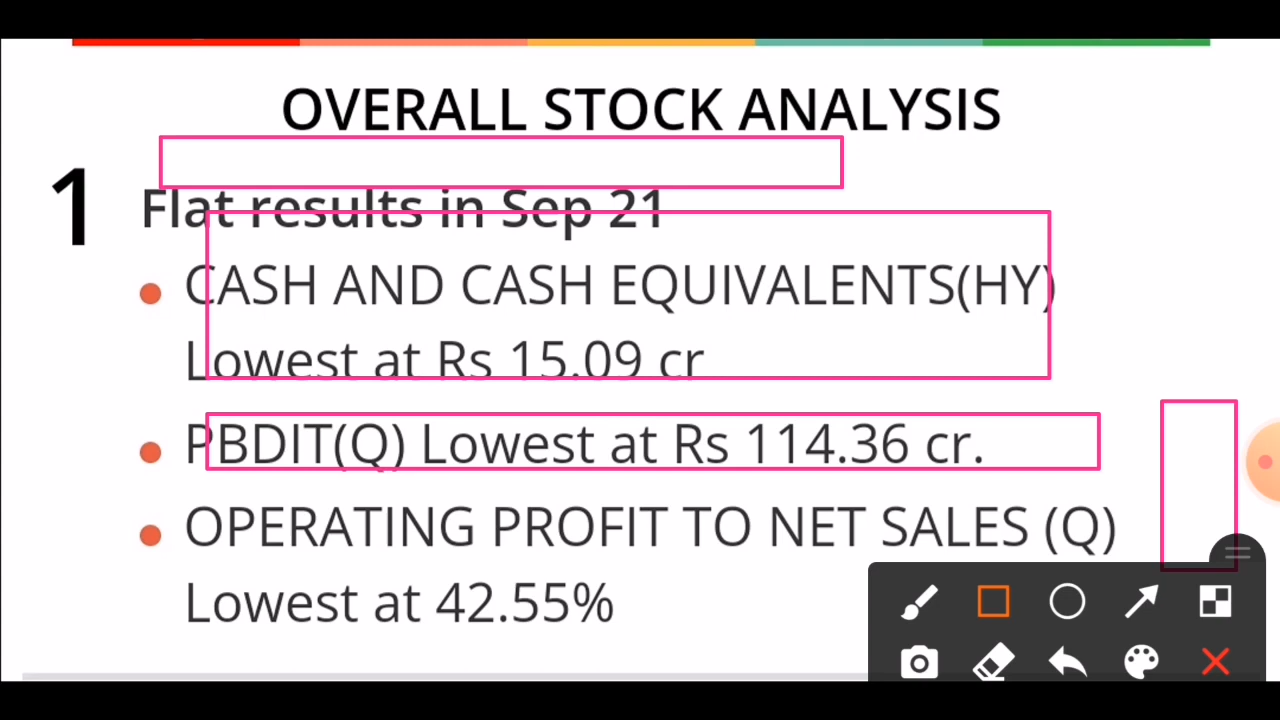 OVERALL STOCK ANALYSIS
1
Flat results in Sep 21
CASH AND CASH EQUIVALENTS(HY)
Lowest at Rs 15.09 cr
PBDIT(Q) Lowest at Rs 114.36 cr.
OPERATING PROFIT TO NET SALES (Q)
Lowest at 42.55%